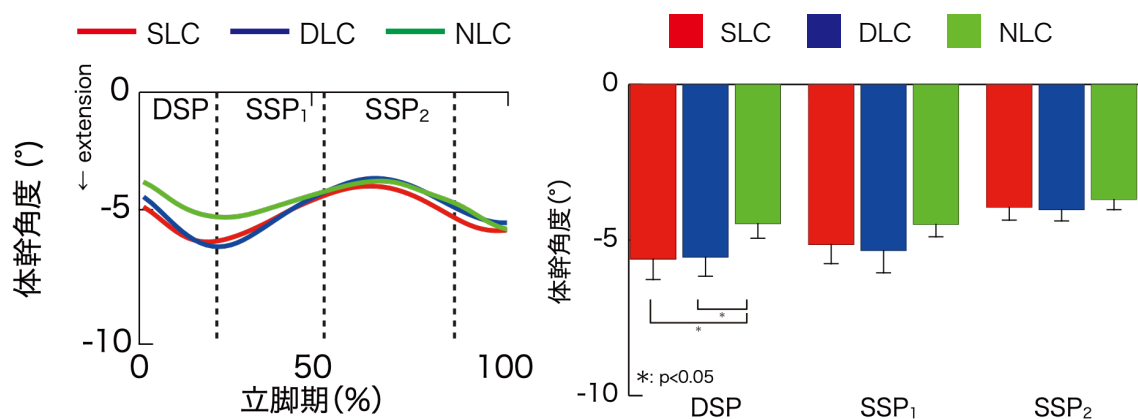 SLC DLC NLC
0
← extension
DSP SSP₁ SSP₂
体幹角度 (°)
-5
-10
0 50 100
立脚期(%)
SLC DLC NLC
0
体幹角度(°)
-5
*
*
*: p<0.05
-10
DSP SSP₁ SSP₂